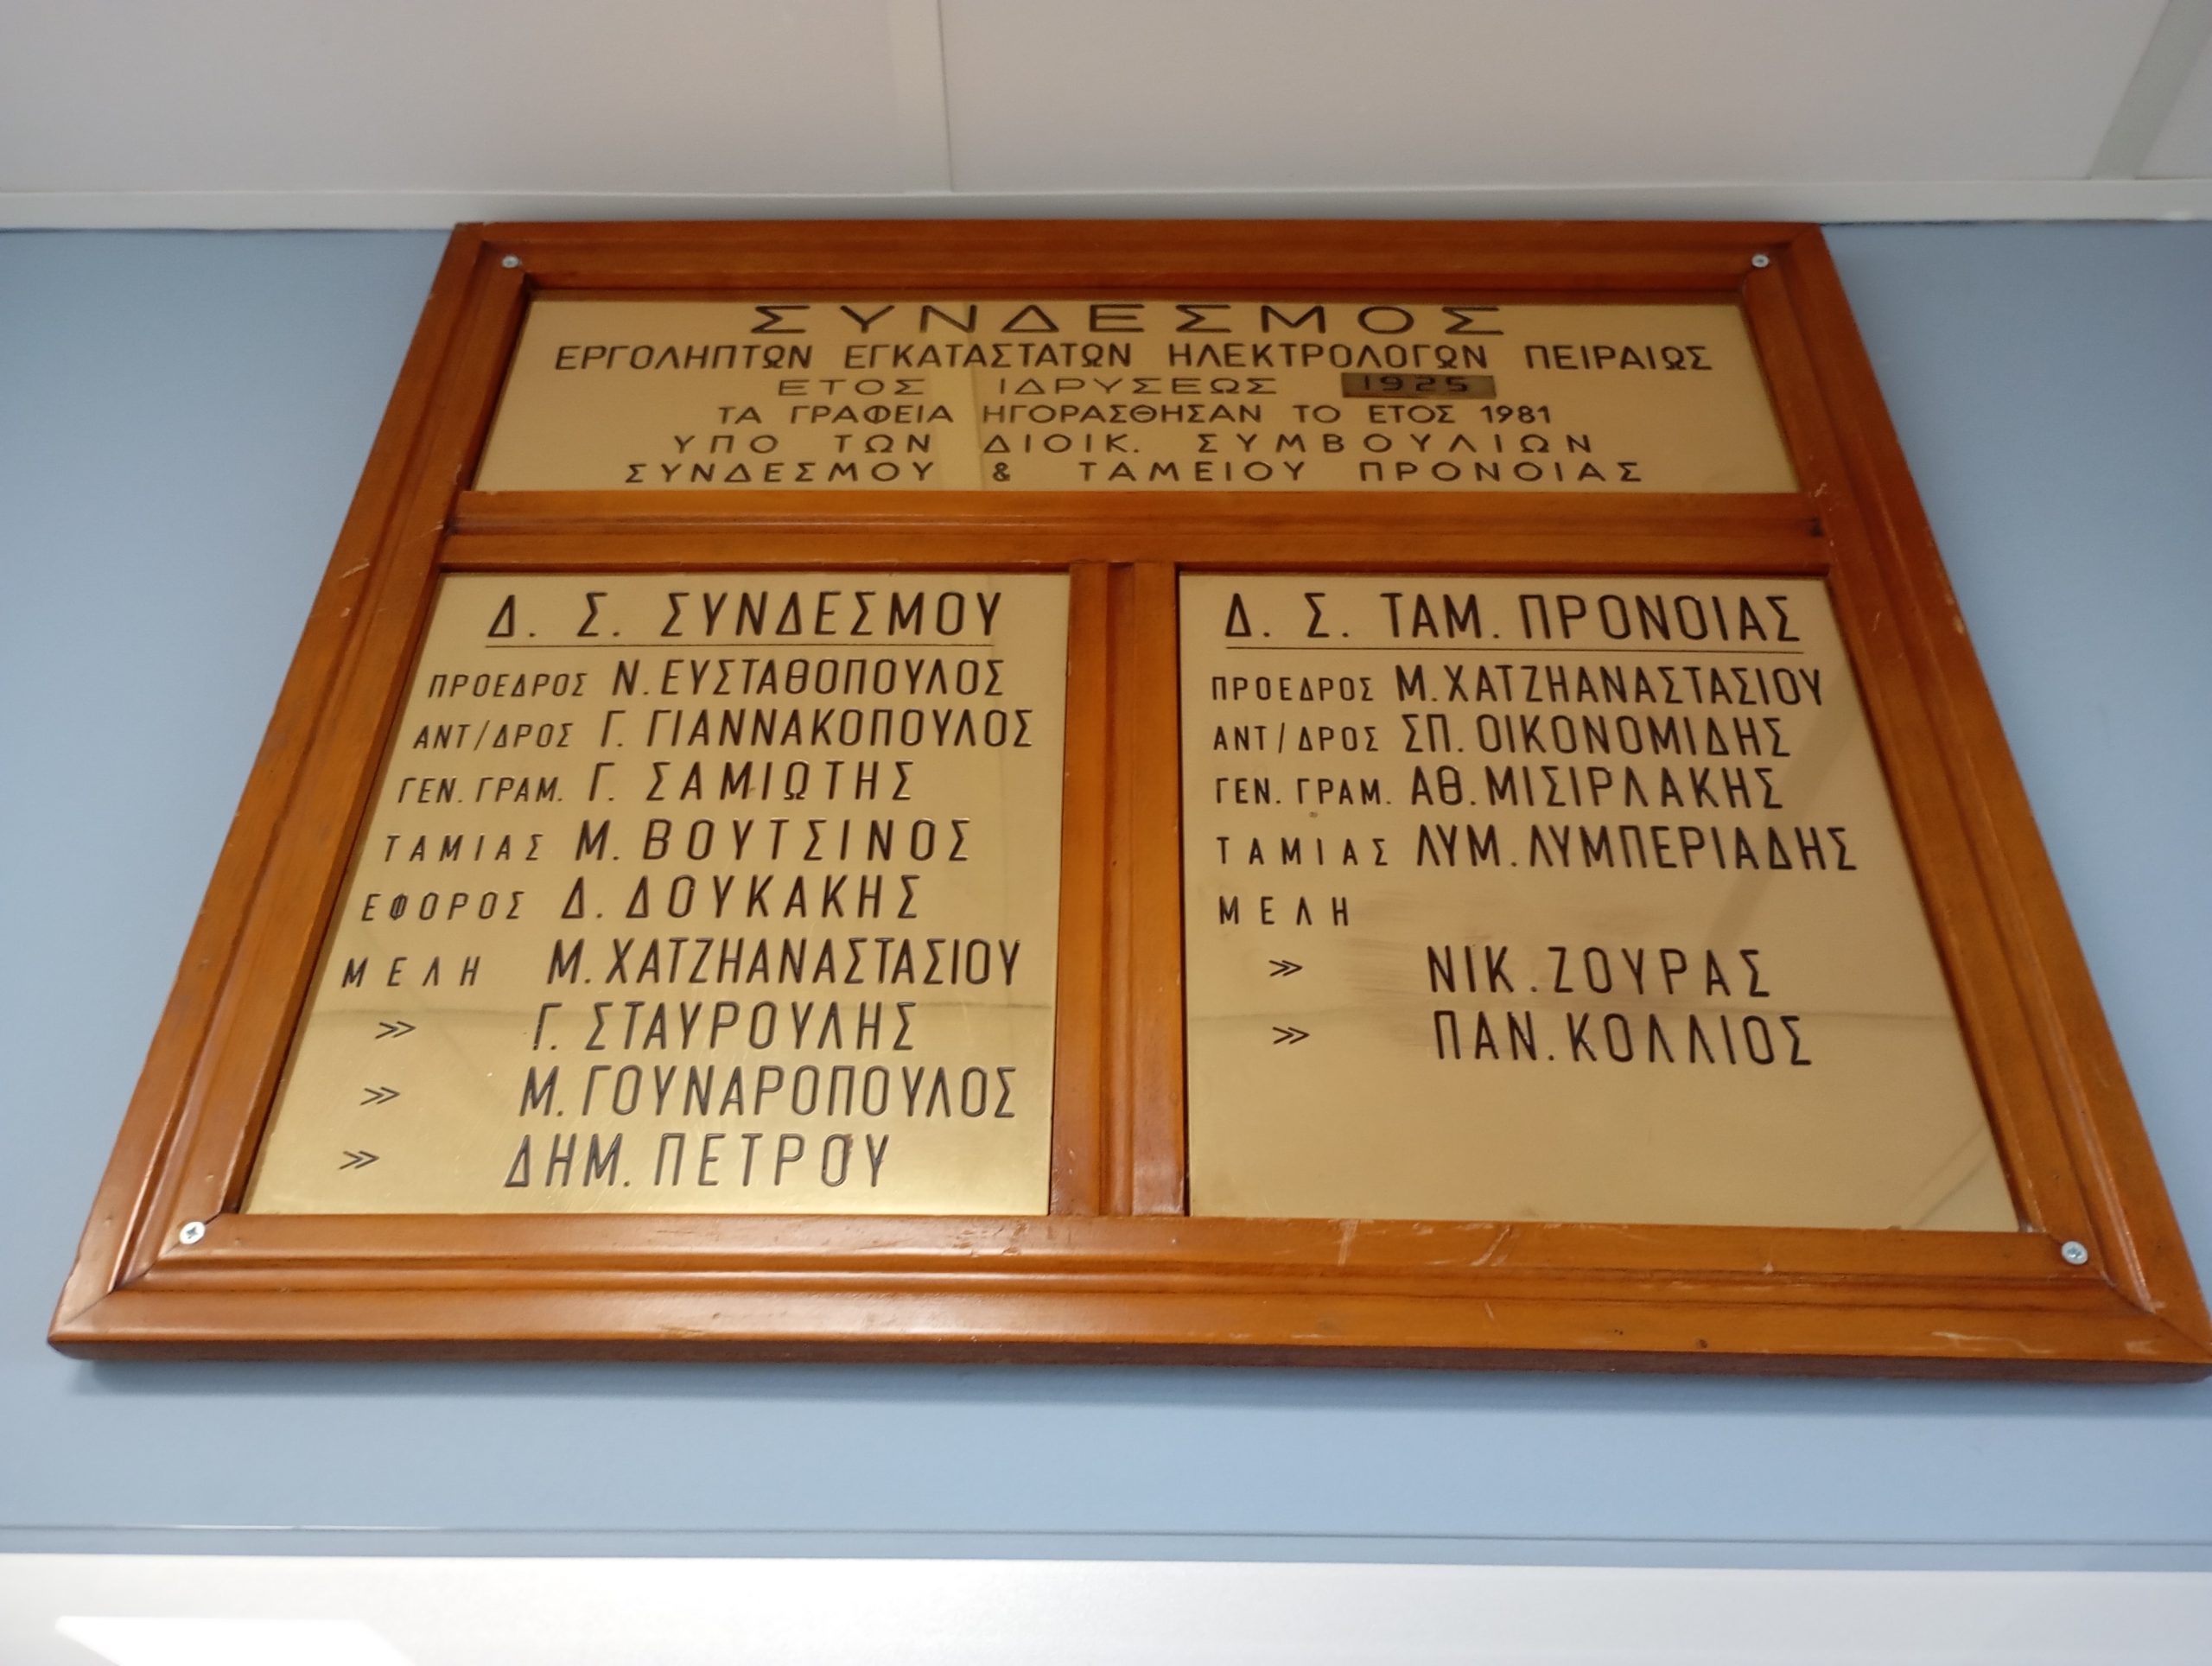 ΣΥΝΔΕΣΜΟΣ
ΕΡΓΟΛΗΠΤΩΝ ΕΓΚΑΤΑΣΤΑΤΩΝ ΗΛΕΚΤΡΟΛΟΓΩΝ ΠΕΙΡΑΙΩΣ
ΕΤΟΣ ΙΔΡΥΣΕΩΣ 1925
ΤΑ ΓΡΑΦΕΙΑ ΗΓΟΡΑΣΘΗΣΑΝ ΤΟ ΕΤΟΣ 1981
ΥΠΟ ΤΩΝ ΔΙΟΙΚ. ΣΥΜΒΟΥΛΙΩΝ
ΣΥΝΔΕΣΜΟΥ & ΤΑΜΕΙΟΥ ΠΡΟΝΟΙΑΣ
Δ. Σ. ΣΥΝΔΕΣΜΟΥ
ΠΡΟΕΔΡΟΣ Ν. ΕΥΣΤΑΘΟΠΟΥΛΟΣ
ΑΝΤ/ΔΡΟΣ Γ. ΓΙΑΝΝΑΚΟΠΟΥΛΟΣ
ΓΕΝ. ΓΡΑΜ. Γ. ΣΑΜΙΩΤΗΣ
ΤΑΜΙΑΣ Μ. ΒΟΥΤΣΙΝΟΣ
ΕΦΟΡΟΣ Δ. ΔΟΥΚΑΚΗΣ
ΜΕΛΗ Μ. ΧΑΤΖΗΑΝΑΣΤΑΣΙΟΥ
» Γ. ΣΤΑΥΡΟΥΛΗΣ
» Μ. ΓΟΥΝΑΡΟΠΟΥΛΟΣ
» ΔΗΜ. ΠΕΤΡΟΥ
Δ. Σ. ΤΑΜ. ΠΡΟΝΟΙΑΣ
ΠΡΟΕΔΡΟΣ Μ. ΧΑΤΖΗΑΝΑΣΤΑΣΙΟΥ
ΑΝΤ/ΔΡΟΣ ΣΠ. ΟΙΚΟΝΟΜΙΔΗΣ
ΓΕΝ. ΓΡΑΜ. ΑΘ. ΜΙΣΙΡΛΑΚΗΣ
ΤΑΜΙΑΣ ΛΥΜ. ΛΥΜΠΕΡΙΑΔΗΣ
ΜΕΛΗ
» ΝΙΚ. ΖΟΥΡΑΣ
» ΠΑΝ. ΚΟΛΛΙΟΣ